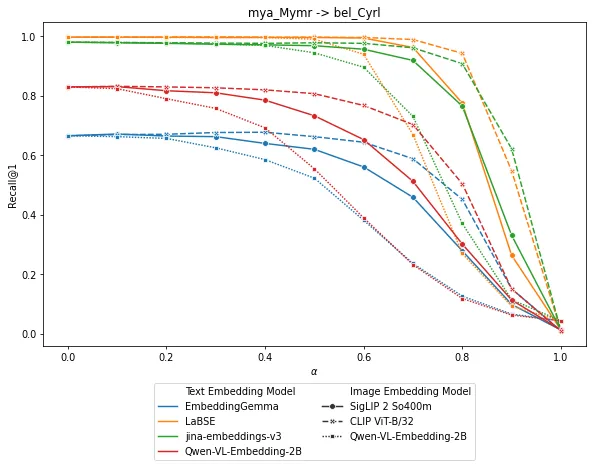 mya_Mymr -> bel_Cyrl
Recall@1
1.0
0.8
0.6
0.4
0.2
0.0
0.0 0.2 0.4 0.6 0.8 1.0
α
Text Embedding Model Image Embedding Model
EmbeddingGemma SigLIP 2 So400m
LaBSE CLIP ViT-B/32
jina-embeddings-v3 Qwen-VL-Embedding-2B
Qwen-VL-Embedding-2B